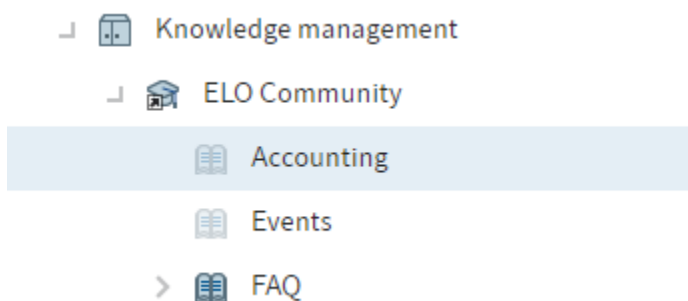 Knowledge management
ELO Community
Accounting
Events
FAQ